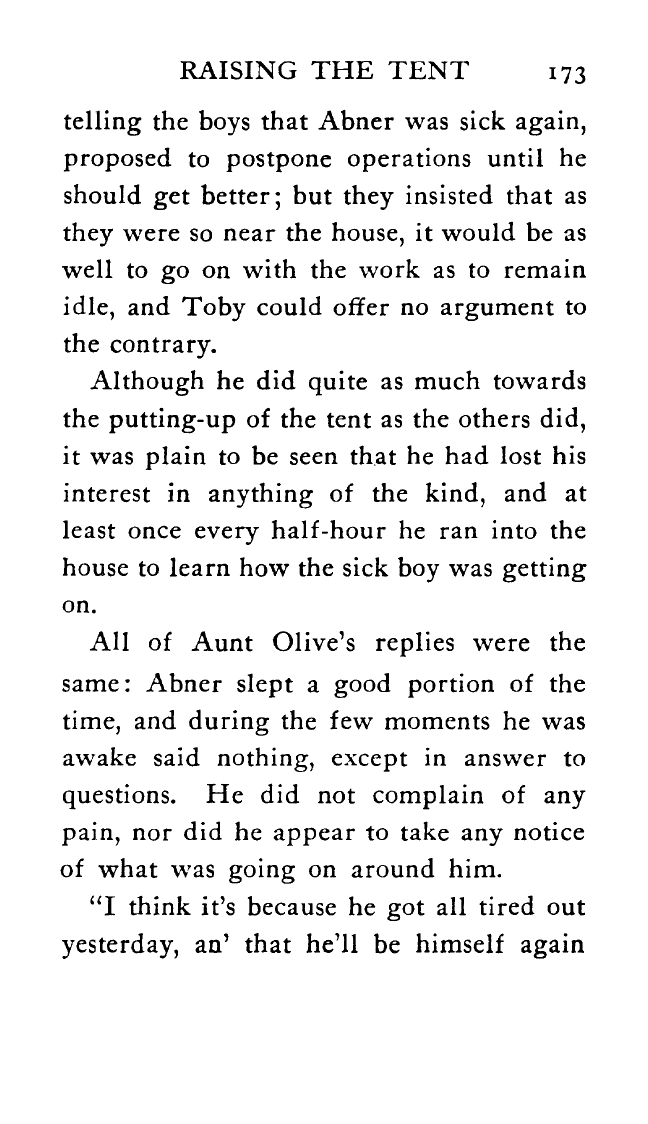 RAISING THE TENT 173
telling the boys that Abner was sick again,
proposed to postpone operations until he
should get better; but they insisted that as
they were so near the house, it would be as
well to go on with the work as to remain
idle, and Toby could offer no argument to
the contrary.
Although he did quite as much towards
the putting-up of the tent as the others did,
it was plain to be seen that he had lost his
interest in anything of the kind, and at
least once every half-hour he ran into the
house to learn how the sick boy was getting
on.
All of Aunt Olive's replies were the
same: Abner slept a good portion of the
time, and during the few moments he was
awake said nothing, except in answer to
questions. He did not complain of any
pain, nor did he appear to take any notice
of what was going on around him.
"I think it's because he got all tired out
yesterday, an' that he'll be himself again